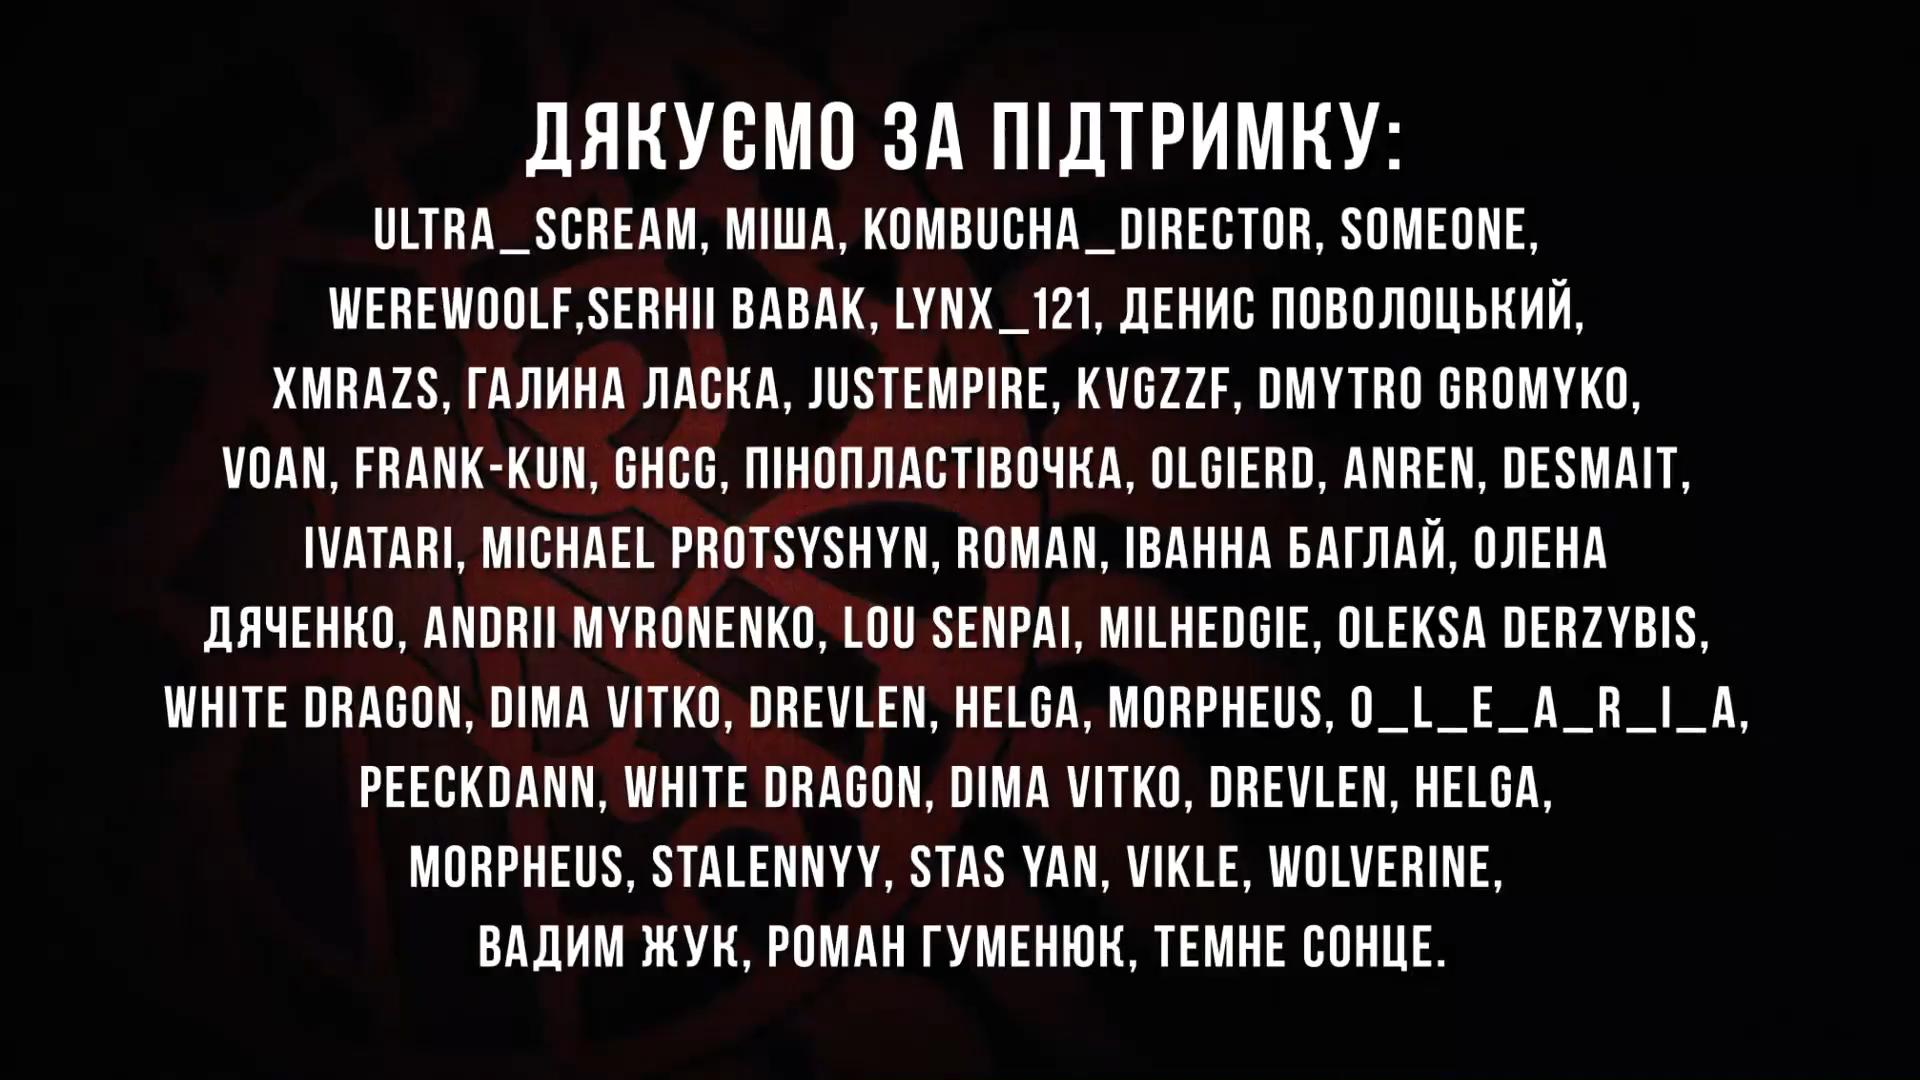 ДЯКУЄМО ЗА ПІДТРИМКУ:
ULTRA_SCREAM, МІША, KOMBUCHA_DIRECTOR, SOMEONE,
WEREWOOLF,SERHII BABAK, LYNX_121, ДЕНИС ПОВОЛОЦЬКИЙ,
XMRAZS, ГАЛИНА ЛАСКА, JUSTEMPIRE, KVGZZF, DMYTRO GROMYKO,
VOAN, FRANK-KUN, GHCG, ПІНОПЛАСТІВОЧКА, OLGIERD, ANREN, DESMAIT,
IVATARI, MICHAEL PROTSYSHYN, ROMAN, ІВАННА БАГЛАЙ, ОЛЕНА
ДЯЧЕНКО, ANDRII MYRONENKO, LOU SENPAI, MILHEDGIE, OLEKSA DERZYBIS,
WHITE DRAGON, DIMA VITKO, DREVLEN, HELGA, MORPHEUS, O_L_E_A_R_I_A,
PEECKDANN, WHITE DRAGON, DIMA VITKO, DREVLEN, HELGA,
MORPHEUS, STALENNYY, STAS YAN, VIKLE, WOLVERINE,
ВАДИМ ЖУК, РОМАН ГУМЕНЮК, ТЕМНЕ СОНЦЕ.